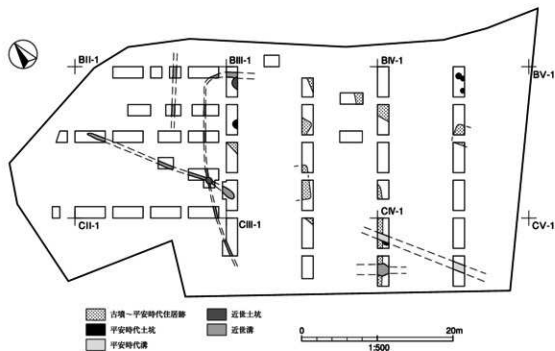 BII-1
BIII-1
BIV-1
BV-1
CII-1
CIII-1
CIV-1
CV-1
古墳～平安時代住居跡
近世土坑
平安時代土坑
近世溝
平安時代溝
0
20m
1:500